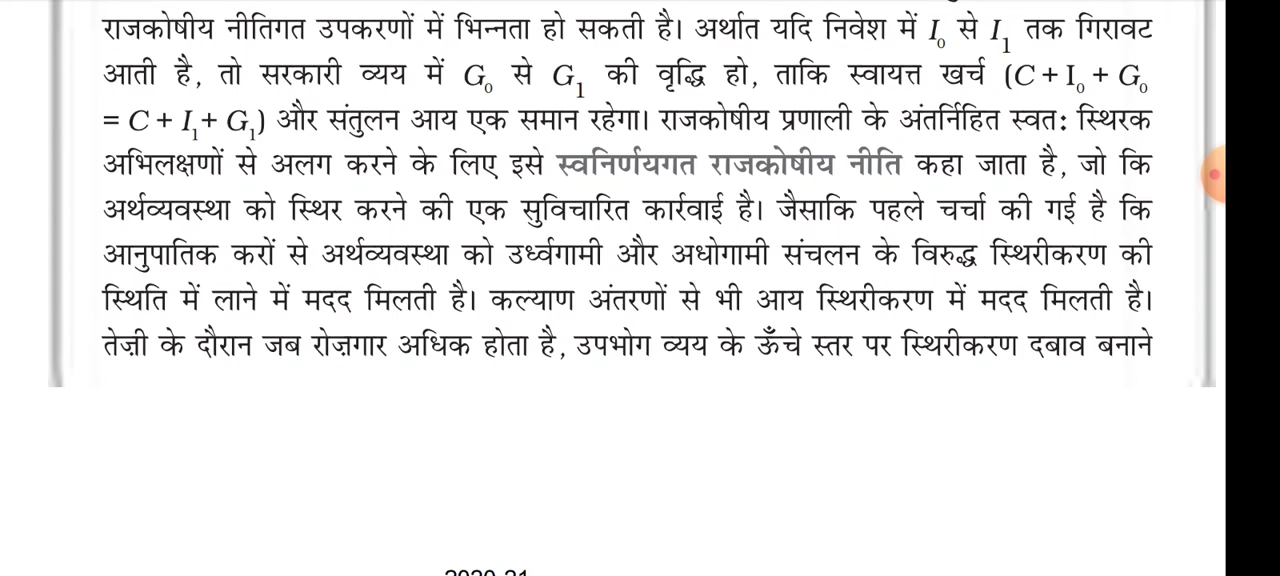 राजकोषीय नीतिगत उपकरणों में भिन्नता हो सकती है। अर्थात यदि निवेश में I₀ से I₁ तक गिरावट
आती है, तो सरकारी व्यय में G₀ से G₁ की वृद्धि हो, ताकि स्वायत्त खर्च (C + I₀ + G₀
= C + I₁+ G₁) और संतुलन आय एक समान रहेगा। राजकोषीय प्रणाली के अंतर्निहित स्वत: स्थिरक
अभिलक्षणों से अलग करने के लिए इसे स्वनिर्णयगत राजकोषीय नीति कहा जाता है, जो कि
अर्थव्यवस्था को स्थिर करने की एक सुविचारित कार्रवाई है। जैसाकि पहले चर्चा की गई है कि
आनुपातिक करों से अर्थव्यवस्था को उर्ध्वगामी और अधोगामी संचलन के विरुद्ध स्थिरीकरण की
स्थिति में लाने में मदद मिलती है। कल्याण अंतरणों से भी आय स्थिरीकरण में मदद मिलती है।
तेज़ी के दौरान जब रोज़गार अधिक होता है, उपभोग व्यय के ऊँचे स्तर पर स्थिरीकरण दबाव बनाने
2020-21